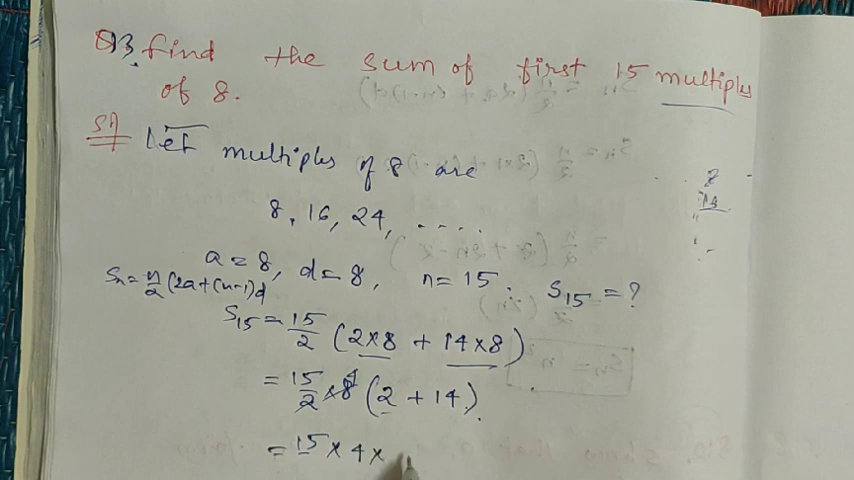 Q13. find the sum of first 15 multiples
of 8.
Sol Let multiples of 8 are
8, 16, 24, ....
a = 8, d = 8, n = 15. S₁₅ = ?
Sₙ = n/2 (2a + (n-1)d
S₁₅ = 15/2 (2×8 + 14×8)
= 15/2 × 8 4 (2 + 14).
= 15 × 4 ×